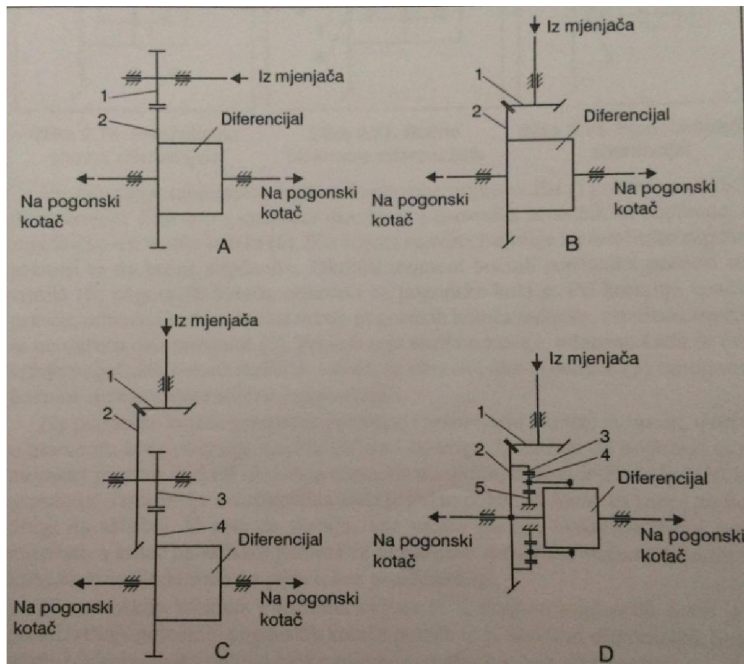 Iz mjenjača
1
2
Diferencijal
Na pogonski
kotač
Na pogonski
kotač
A
Iz mjenjača
1
2
Diferencijal
Na pogonski
kotač
Na pogonski
kotač
B
Iz mjenjača
1
2
3
4
Diferencijal
Na pogonski
kotač
Na pogonski
kotač
C
Iz mjenjača
1
2
3
4
5
Diferencijal
Na pogonski
kotač
Na pogonski
kotač
D